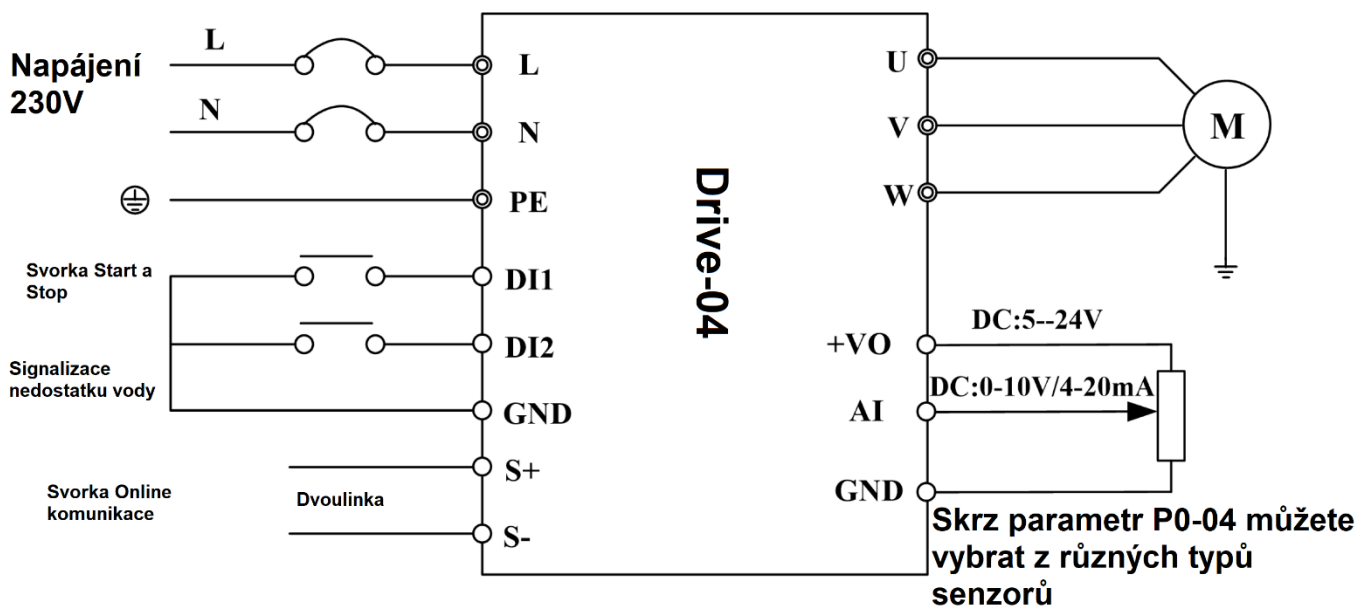 Napájení
230V
L
N
L
N
PE
Svorka Start a
Stop
DI1
Signalizace
nedostatku vody
DI2
GND
Svorka Online
komunikace
Dvoulinka
S+
S-
Drive-04
U
V
W
M
+VO
DC:5--24V
AI
DC:0-10V/4-20mA
GND
Skrz parametr P0-04 můžete
vybrat z různých typů
senzorů